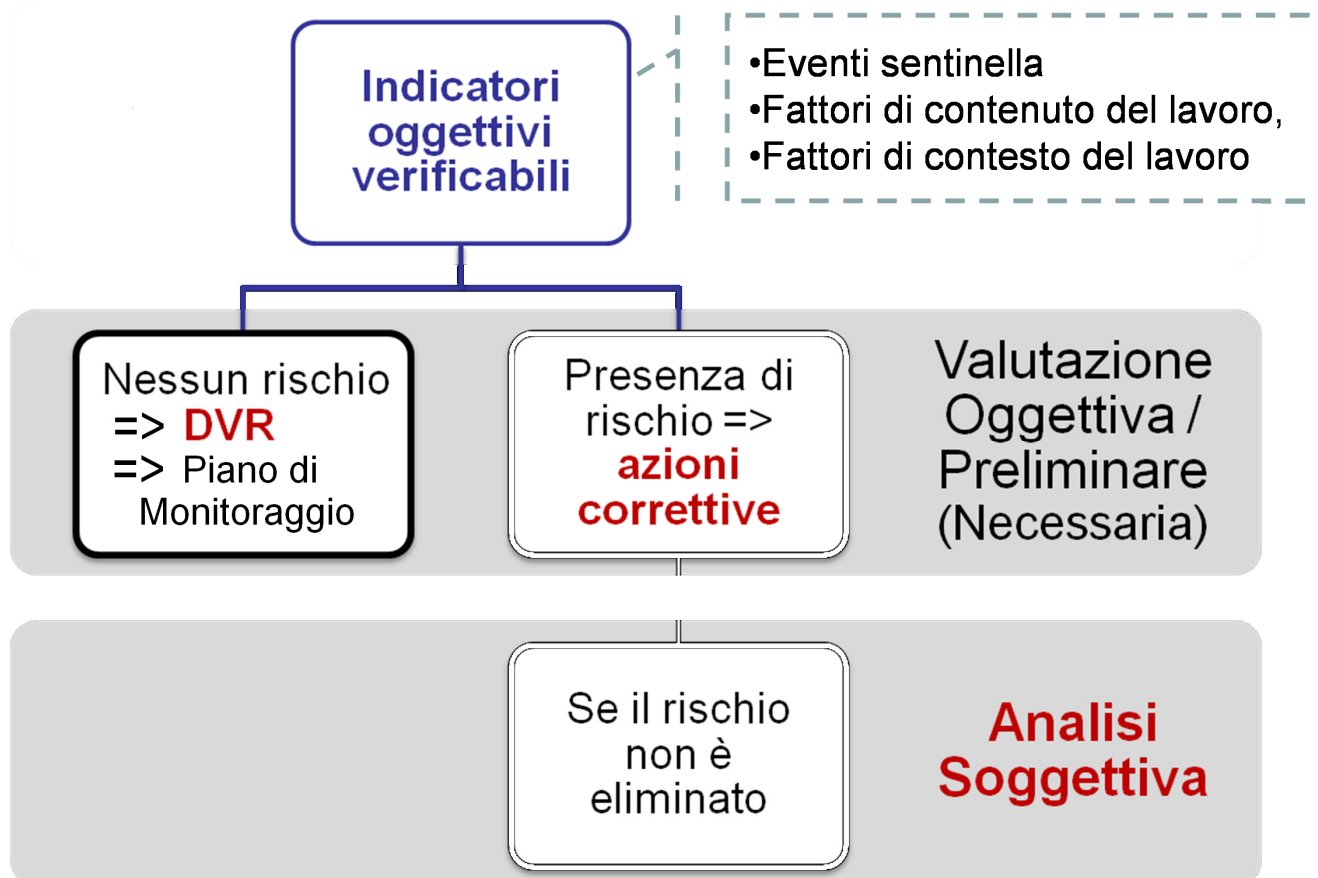 Indicatori
oggettivi
verificabili
•Eventi sentinella
•Fattori di contenuto del lavoro,
•Fattori di contesto del lavoro
Nessun rischio
=> DVR
=> Piano di
Monitoraggio
Presenza di
rischio =>
azioni
correttive
Valutazione
Oggettiva /
Preliminare
(Necessaria)
Se il rischio
non è
eliminato
Analisi
Soggettiva